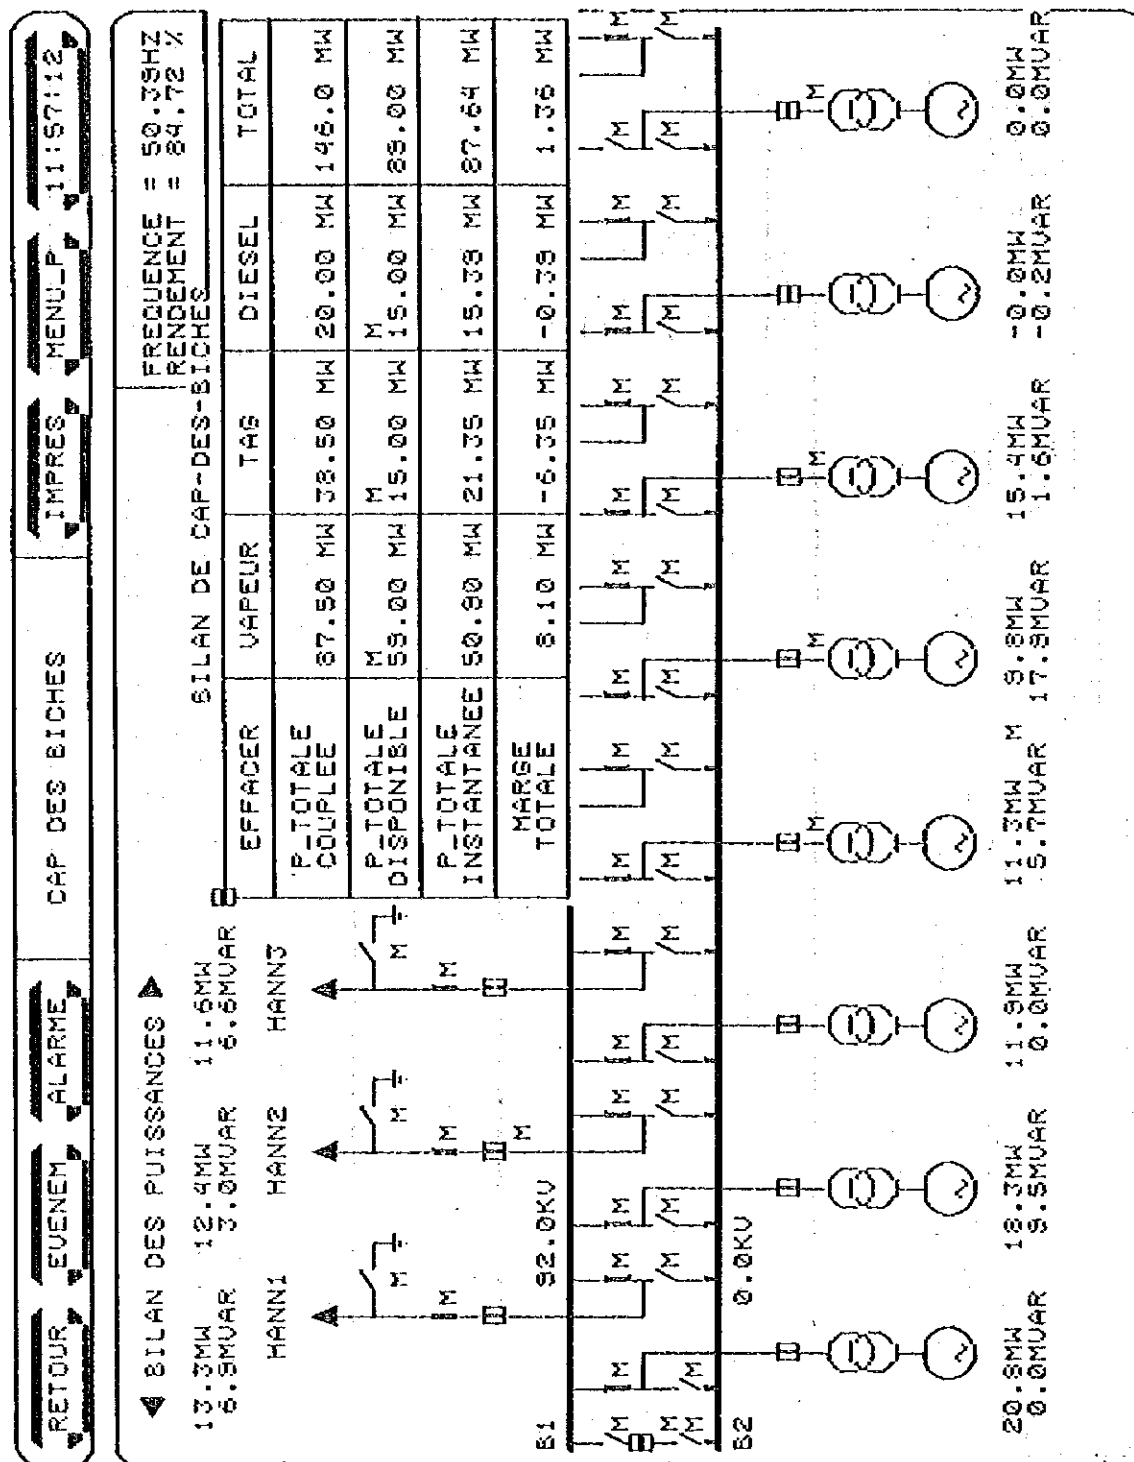 RETOUR EVENEM ALARME CAP DES BICHES IMPRES MENU_P 11:57:12
BILAN DES PUISSANCES
FREQUENCE = 50.39HZ
RENDEMENT = 84.72 %
13.3MW 12.4MW 11.6MW
6.9MVAR 3.0MVAR 6.6MVAR
HANN1 HANN2 HANN3
BILAN DE CAP-DES-BICHES
EFFACER VAPEUR TAG DIESEL TOTAL
P_TOTALE
COUPLEE 87.50 MW 38.50 MW 20.00 MW 146.0 MW
P_TOTALE M M M
DISPONIBLE 59.00 MW 15.00 MW 15.00 MW 89.00 MW
P_TOTALE
INSTANTANEE 50.90 MW 21.35 MW 15.39 MW 87.64 MW
MARGE
TOTALE 8.10 MW -6.35 MW -0.39 MW 1.36 MW
B1 92.0KV
B2 0.0KV
20.8MW 18.3MW 11.9MW 11.3MW M 9.8MW 15.4MW -0.0MW 0.0MW
0.0MVAR 9.5MVAR 0.0MVAR 5.7MVAR 17.9MVAR 11.6MVAR -0.2MVAR 0.0MVAR